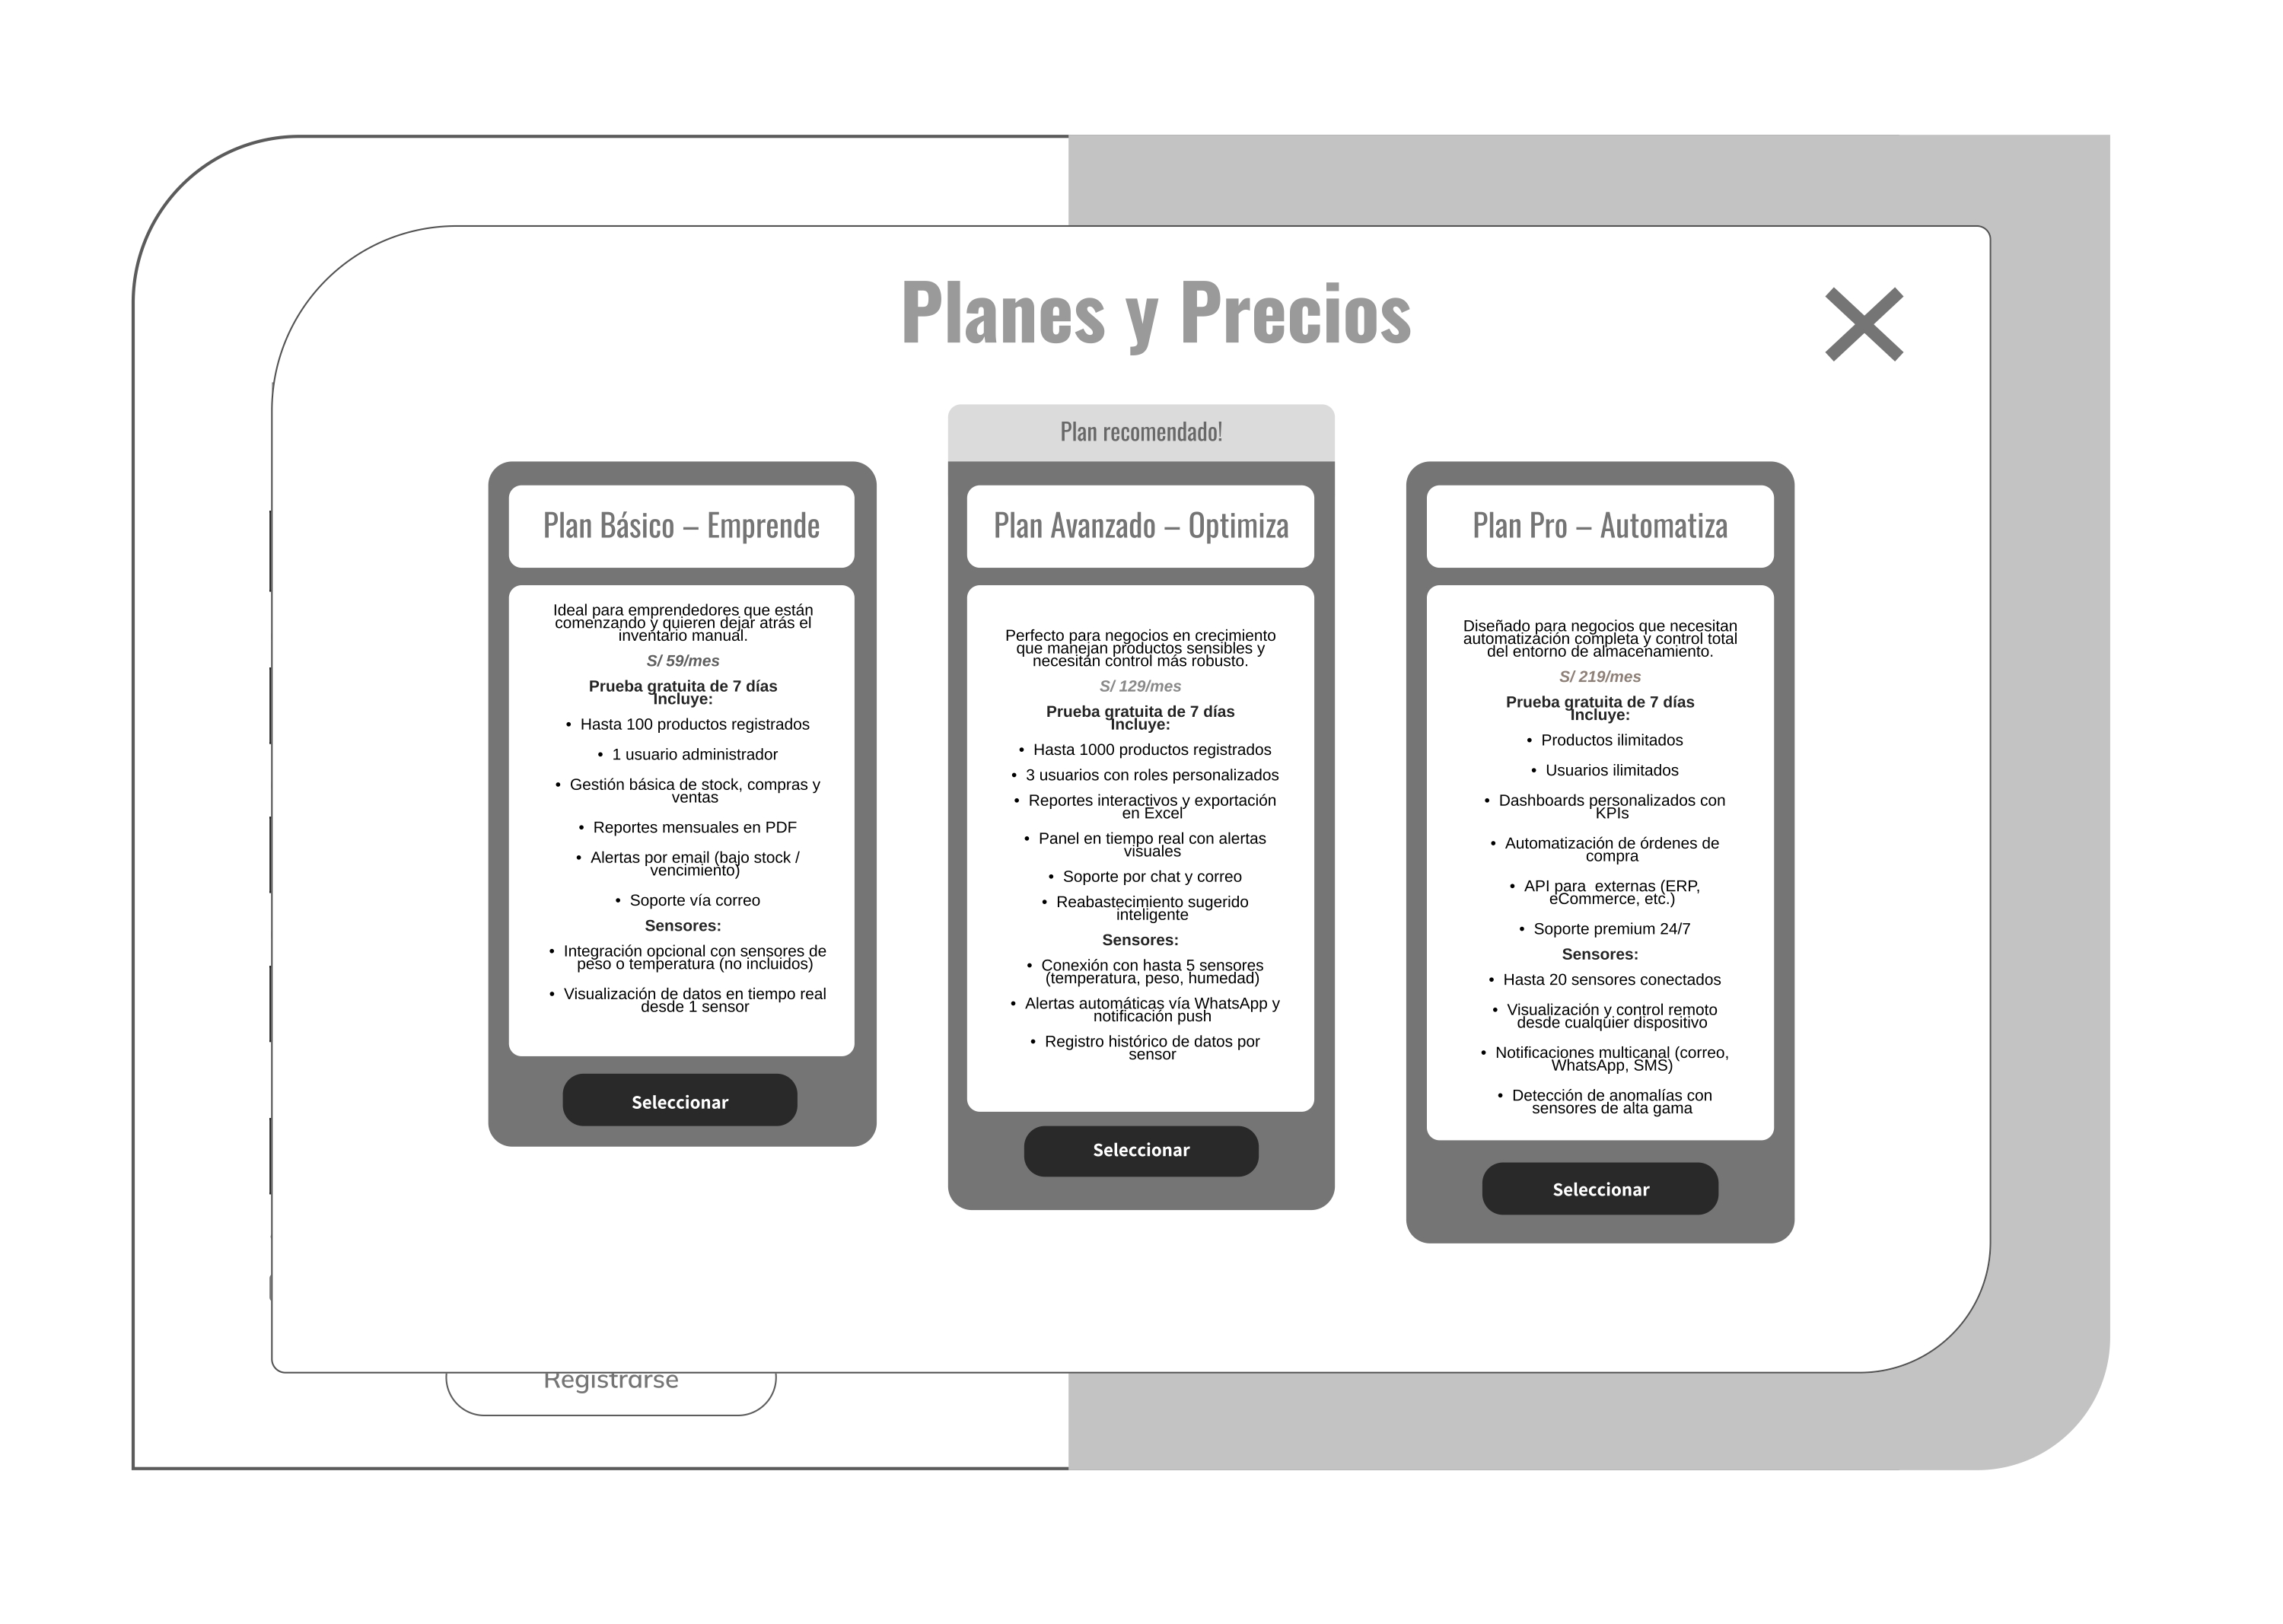 Planes y Precios
Plan recomendado!
Plan Básico – Emprende
Ideal para emprendedores que están
comenzando y quieren dejar atrás el
inventario manual.
S/ 59/mes
Prueba gratuita de 7 días
Incluye:
• Hasta 100 productos registrados
• 1 usuario administrador
• Gestión básica de stock, compras y
ventas
• Reportes mensuales en PDF
• Alertas por email (bajo stock /
vencimiento)
• Soporte vía correo
Sensores:
• Integración opcional con sensores de
peso o temperatura (no incluidos)
• Visualización de datos en tiempo real
desde 1 sensor
Seleccionar
Plan Avanzado – Optimiza
Perfecto para negocios en crecimiento
que manejan productos sensibles y
necesitan control más robusto.
S/ 129/mes
Prueba gratuita de 7 días
Incluye:
• Hasta 1000 productos registrados
• 3 usuarios con roles personalizados
• Reportes interactivos y exportación
en Excel
• Panel en tiempo real con alertas
visuales
• Soporte por chat y correo
• Reabastecimiento sugerido
inteligente
Sensores:
• Conexión con hasta 5 sensores
(temperatura, peso, humedad)
• Alertas automáticas vía WhatsApp y
notificación push
• Registro histórico de datos por
sensor
Seleccionar
Plan Pro – Automatiza
Diseñado para negocios que necesitan
automatización completa y control total
del entorno de almacenamiento.
S/ 219/mes
Prueba gratuita de 7 días
Incluye:
• Productos ilimitados
• Usuarios ilimitados
• Dashboards personalizados con
KPIs
• Automatización de órdenes de
compra
• API para  externas (ERP,
eCommerce, etc.)
• Soporte premium 24/7
Sensores:
• Hasta 20 sensores conectados
• Visualización y control remoto
desde cualquier dispositivo
• Notificaciones multicanal (correo,
WhatsApp, SMS)
• Detección de anomalías con
sensores de alta gama
Seleccionar
Registrarse